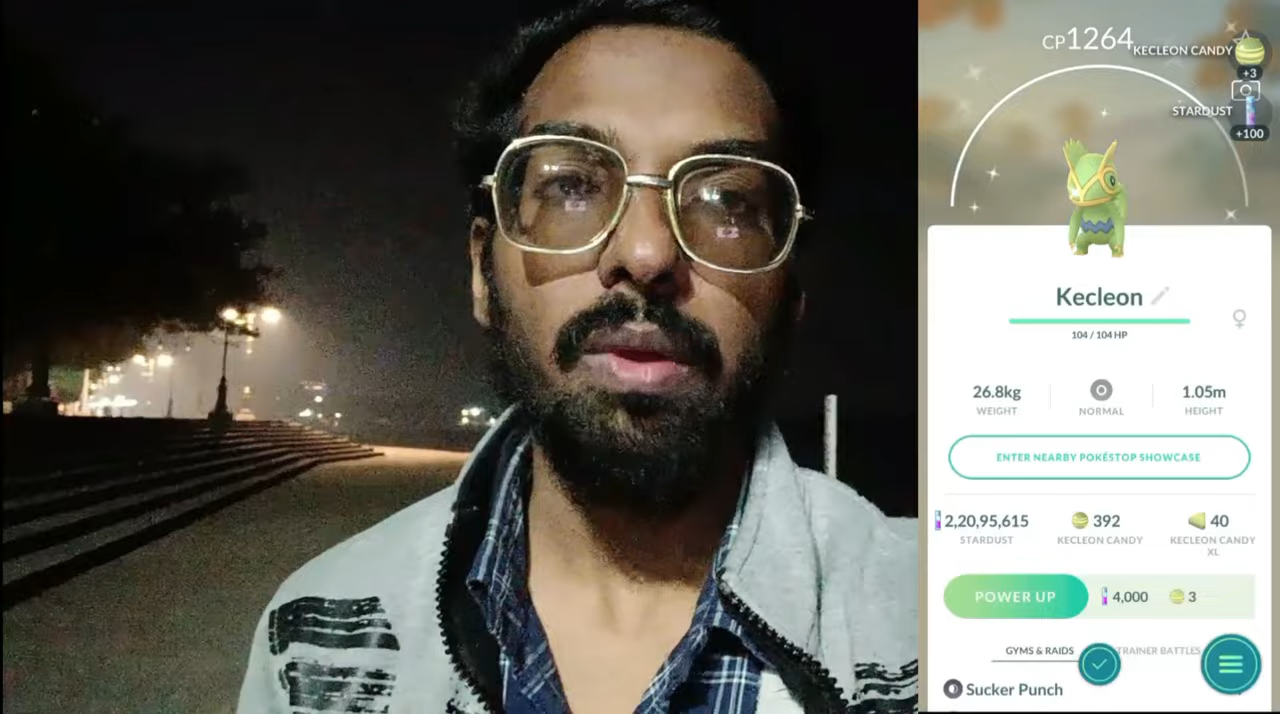 CP1264
KECLEON CANDY
+3
STARDUST
+100
Kecleon
104 / 104 HP
26.8kg
WEIGHT
NORMAL
1.05m
HEIGHT
ENTER NEARBY POKÉSTOP SHOWCASE
2,20,95,615
STARDUST
392
KECLEON CANDY
40
KECLEON CANDY
XL
POWER UP
4,000
3
GYMS & RAIDS
TRAINER BATTLES
Sucker Punch